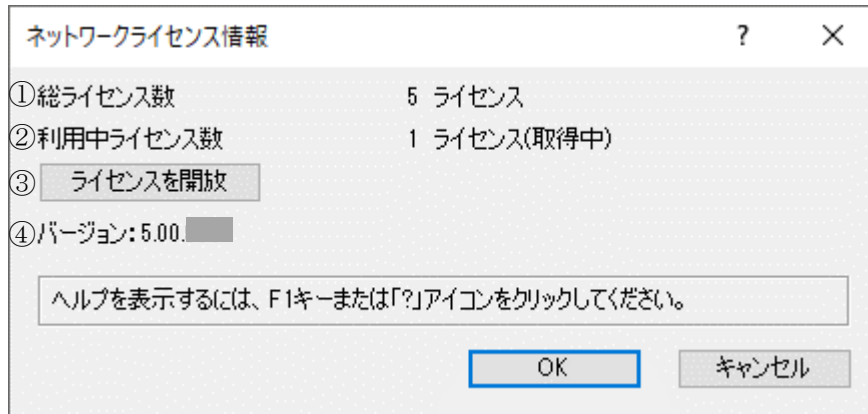 ネットワークライセンス情報 ? ×
①総ライセンス数 5 ライセンス
②利用中ライセンス数 1 ライセンス(取得中)
③ ライセンスを開放
④バージョン:5.00.
ヘルプを表示するには、F1キーまたは「?」アイコンをクリックしてください。
OK キャンセル